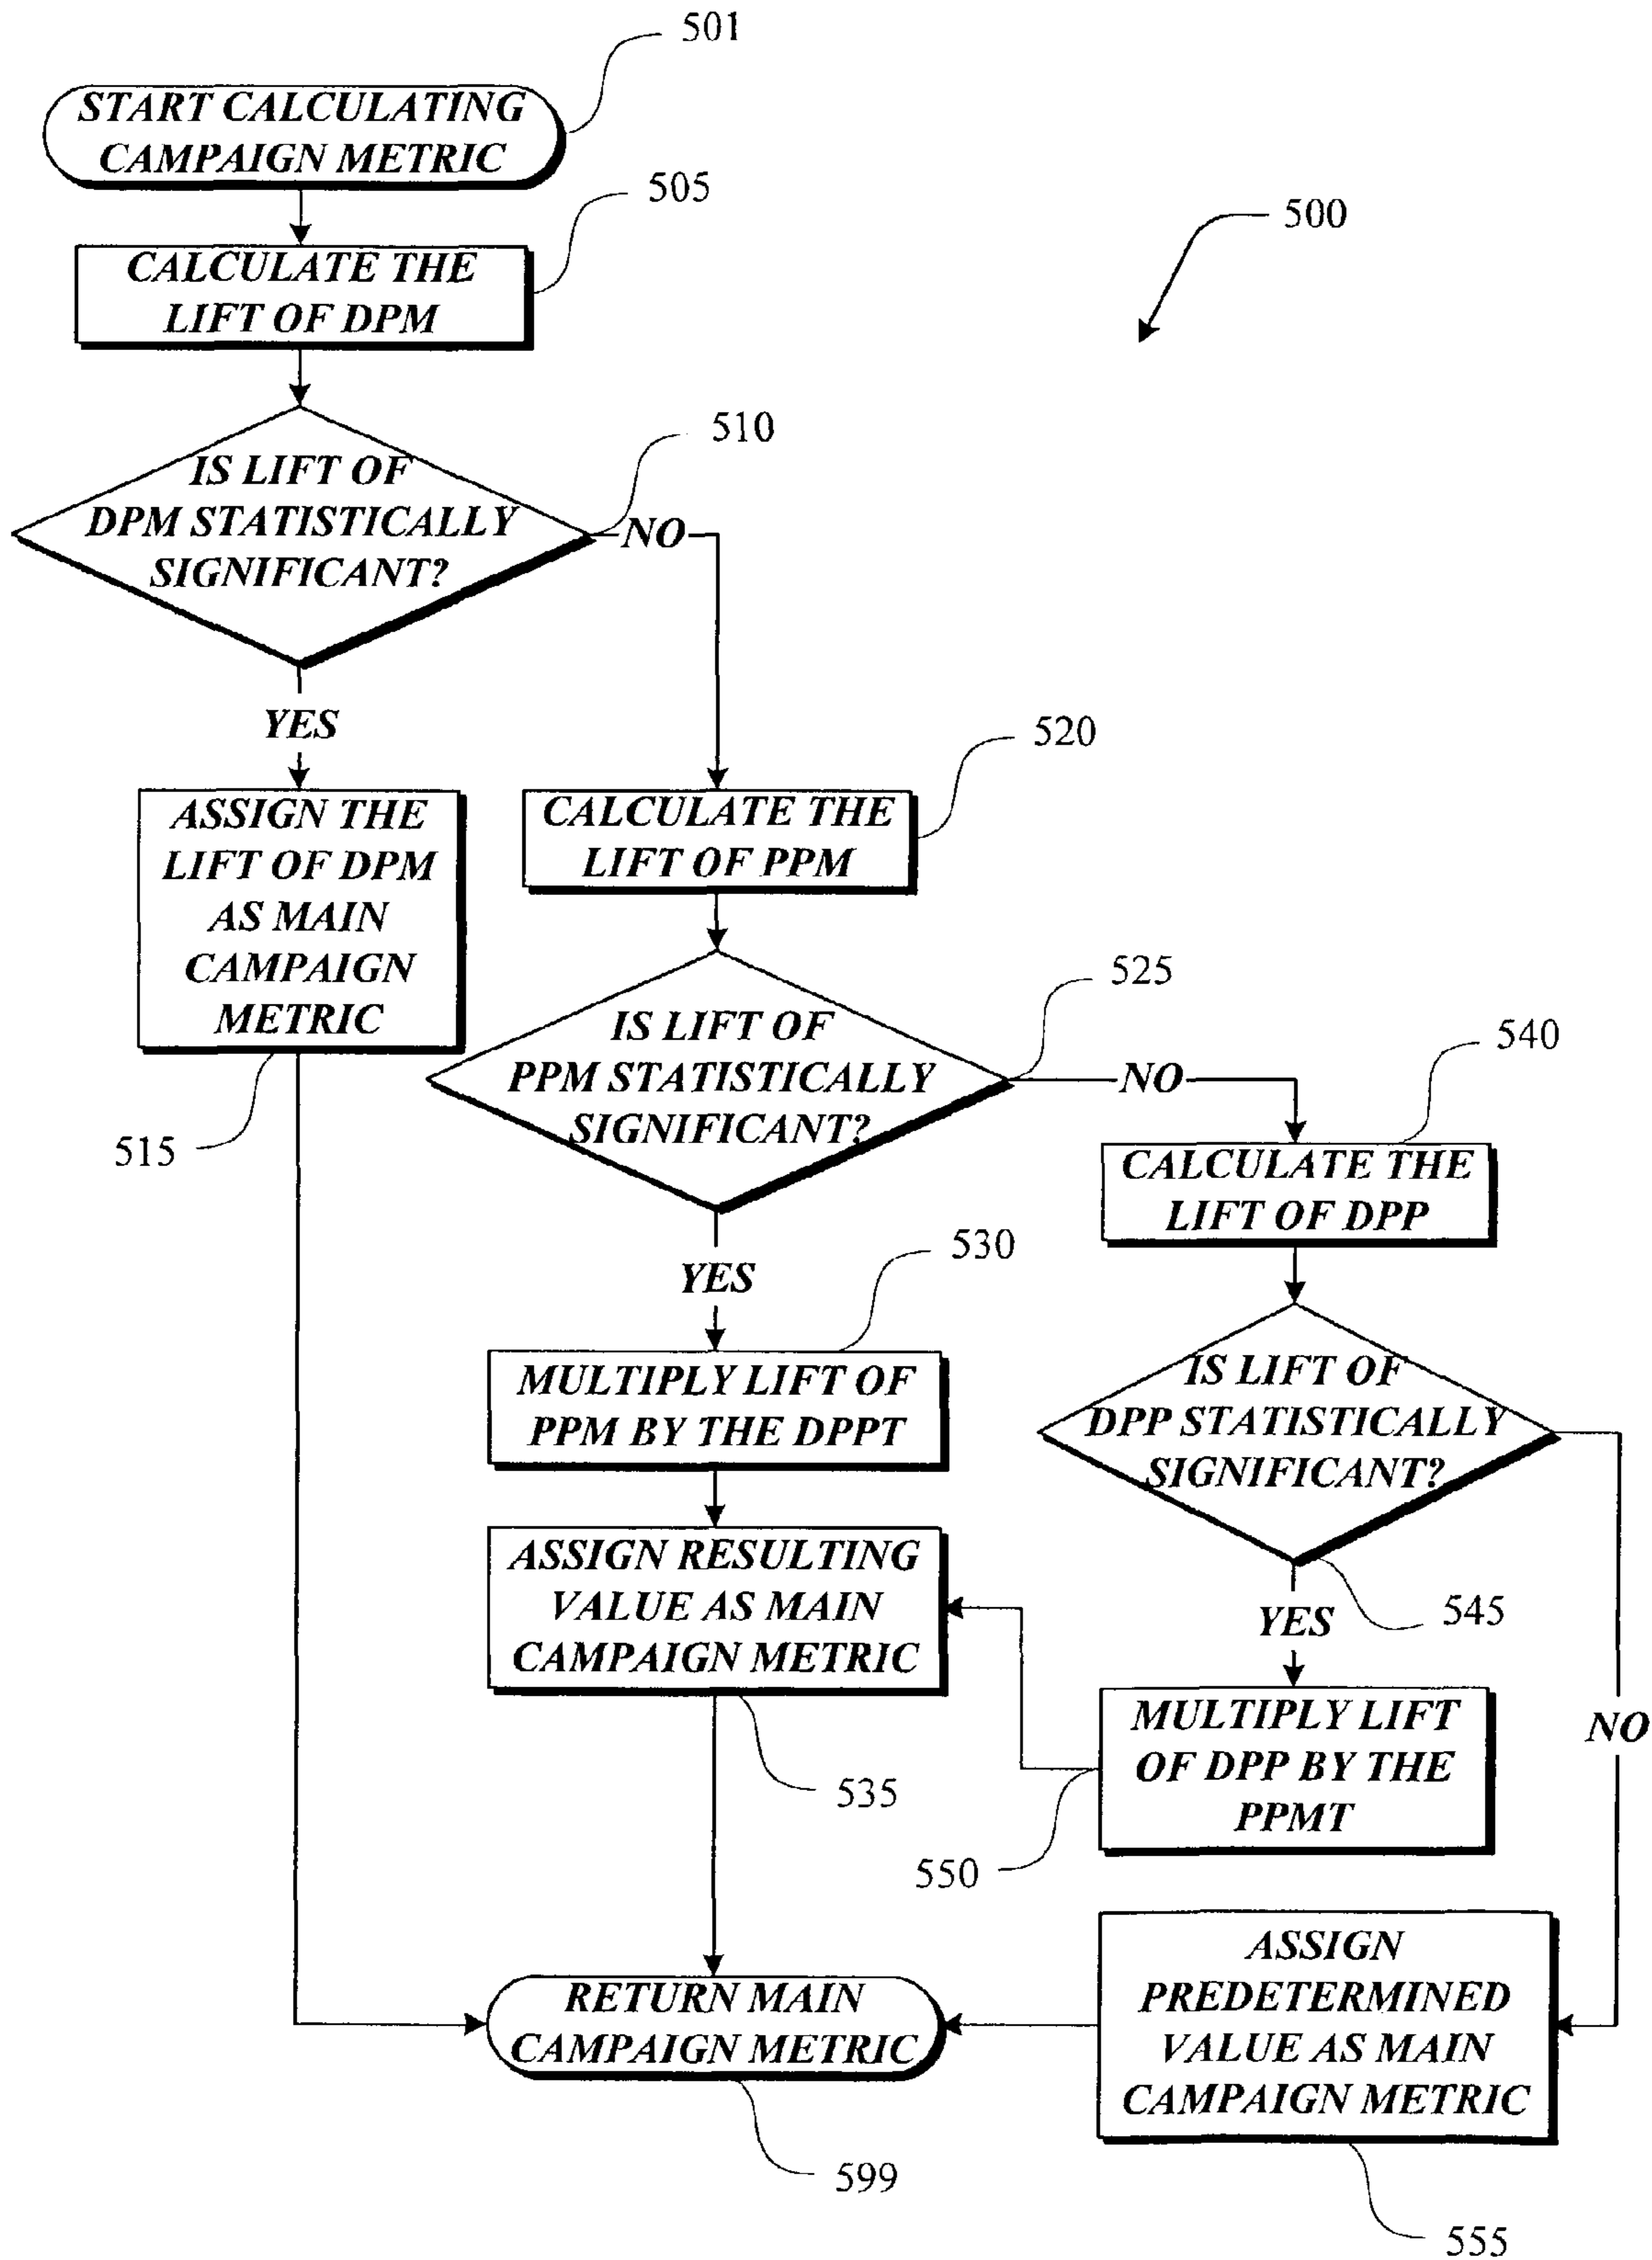 501
START CALCULATING
CAMPAIGN METRIC
505
CALCULATE THE
LIFT OF DPM
500
510
IS LIFT OF
DPM STATISTICALLY
SIGNIFICANT?
NO
YES
520
ASSIGN THE
LIFT OF DPM
AS MAIN
CAMPAIGN
METRIC
515
CALCULATE THE
LIFT OF PPM
525
IS LIFT OF
PPM STATISTICALLY
SIGNIFICANT?
NO
540
CALCULATE THE
LIFT OF DPP
YES
530
MULTIPLY LIFT OF
PPM BY THE DPPT
IS LIFT OF
DPP STATISTICALLY
SIGNIFICANT?
545
YES
NO
ASSIGN RESULTING
VALUE AS MAIN
CAMPAIGN METRIC
535
MULTIPLY LIFT
OF DPP BY THE
PPMT
550
ASSIGN
PREDETERMINED
VALUE AS MAIN
CAMPAIGN METRIC
555
RETURN MAIN
CAMPAIGN METRIC
599